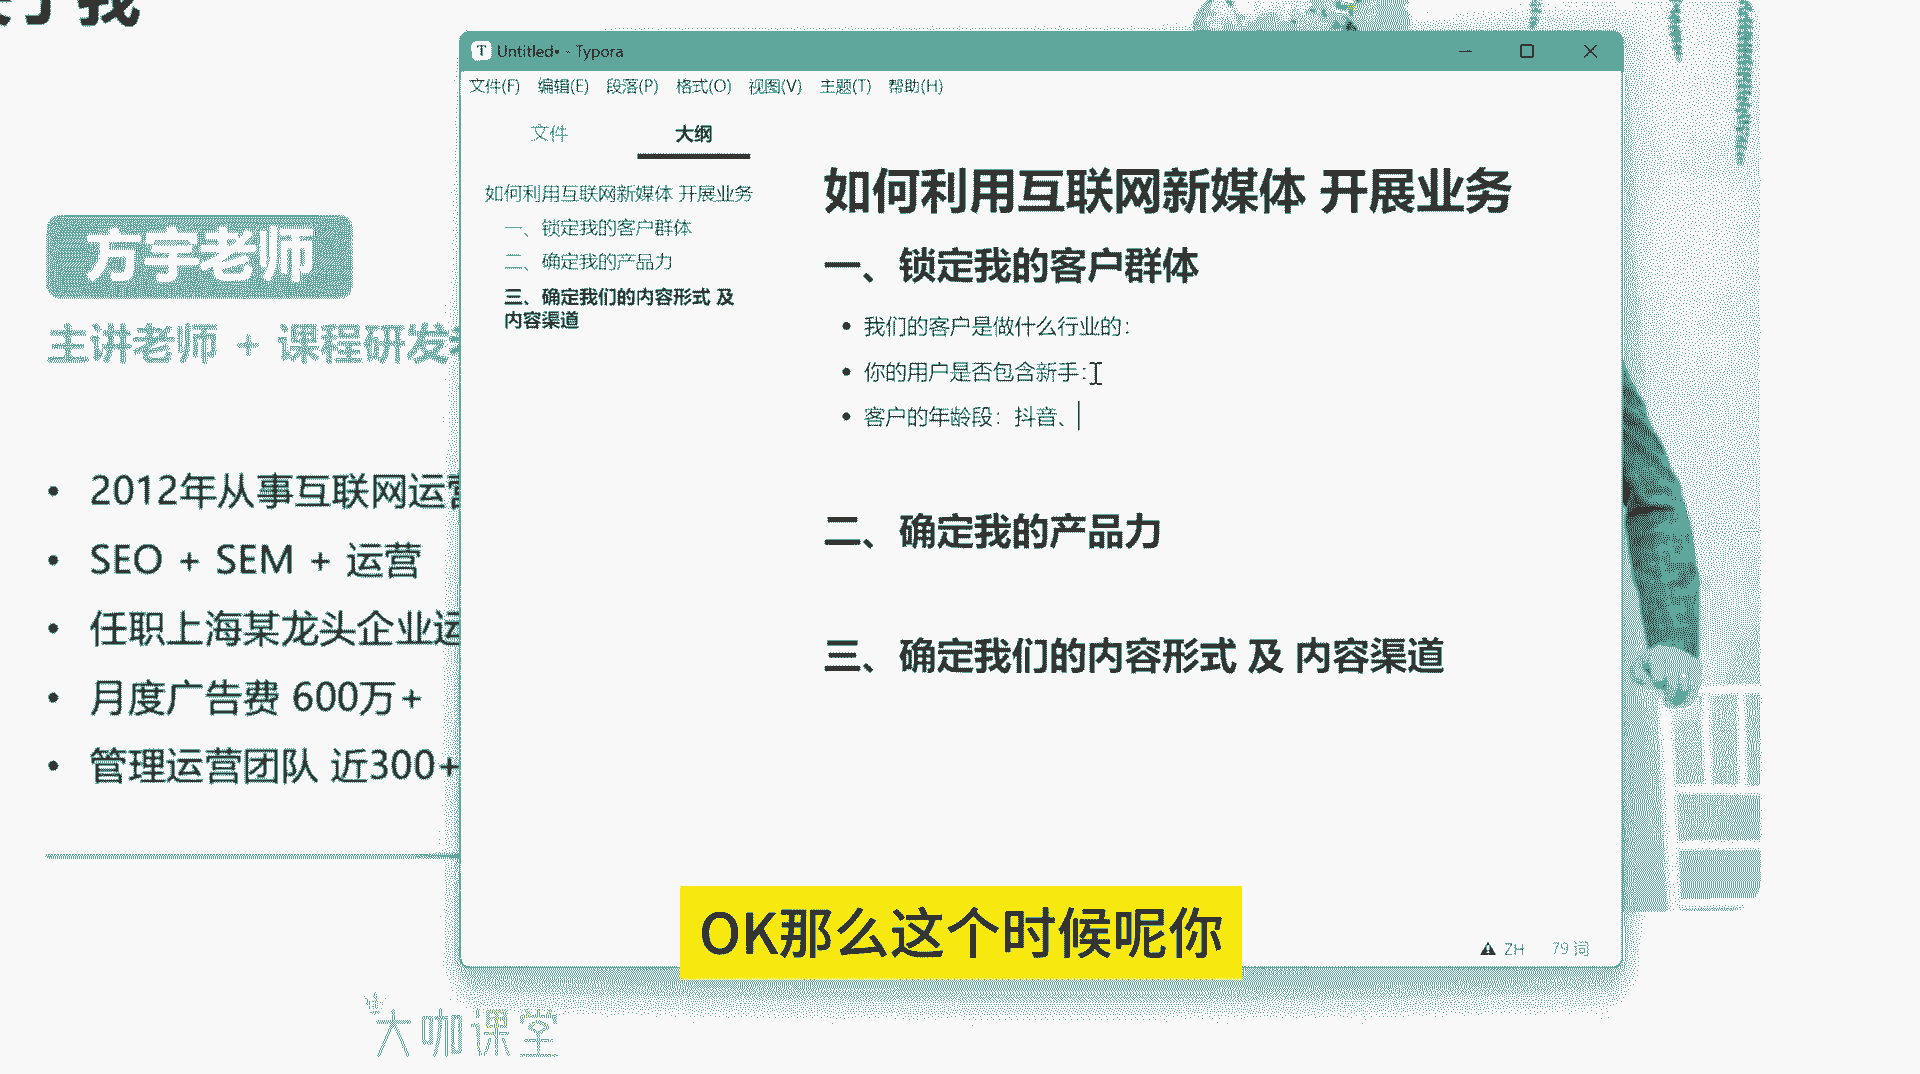 我
Untitled• - Typora
文件(F) 编辑(E) 段落(P) 格式(O) 视图(V) 主题(T) 帮助(H)
文件 大纲
如何利用互联网新媒体 开展业务
一、锁定我的客户群体
二、确定我的产品力
三、确定我们的内容形式 及
内容渠道
如何利用互联网新媒体 开展业务
一、锁定我的客户群体
• 我们的客户是做什么行业的:
• 你的用户是否包含新手:
• 客户的年龄段：抖音、
二、确定我的产品力
三、确定我们的内容形式 及 内容渠道
ZH 79 词
方宇老师
主讲老师 + 课程研发
• 2012年从事互联网运营
• SEO + SEM + 运营
• 任职上海某龙头企业运
• 月度广告费 600万+
• 管理运营团队 近300+
OK那么这个时候呢你
大咖课堂